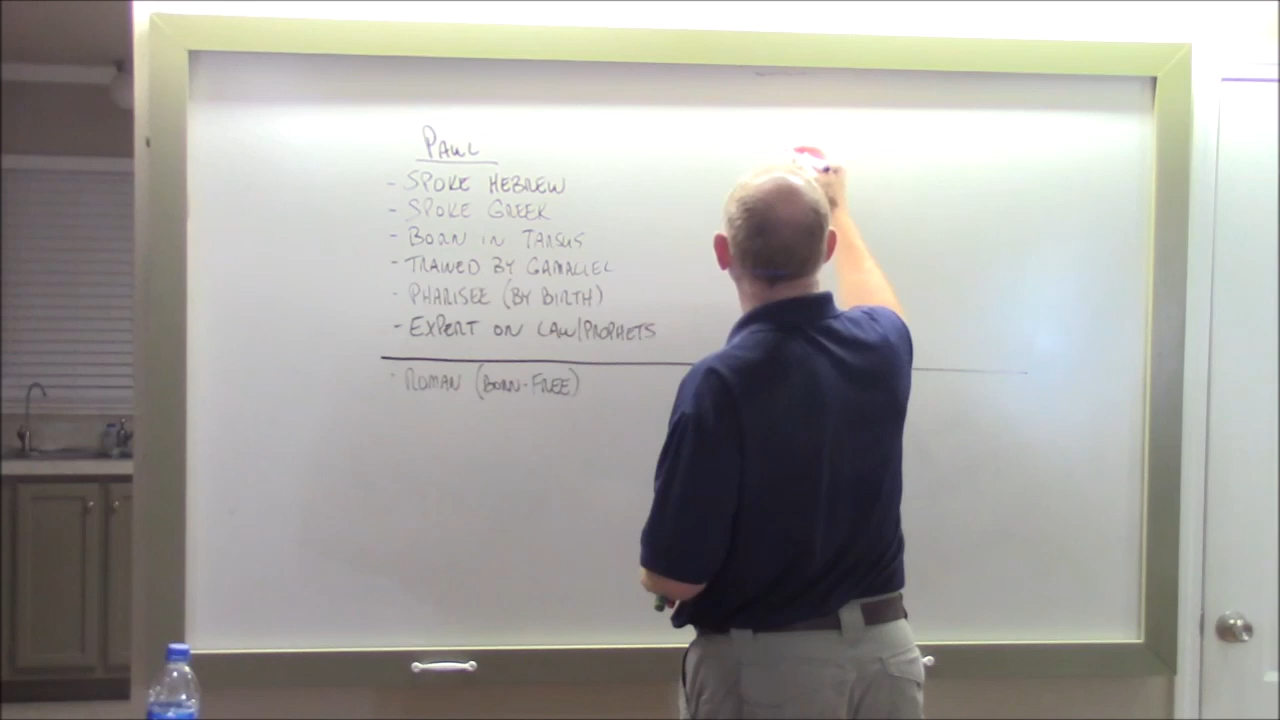 PAUL
- SPOKE HEBREW
- SPOKE GREEK
- BORN IN TARSUS
- TRAINED BY GAMALIEL
- PHARISEE (BY BIRTH)
- EXPERT ON LAW/PROPHETS
- ROMAN (BORN-FREE)